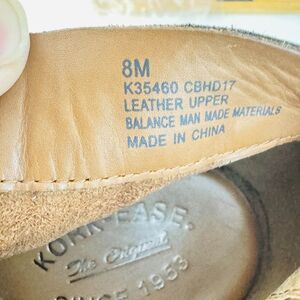 8M
K35460 CBHD17
LEATHER UPPER
BALANCE MAN MADE MATERIALS
MADE IN CHINA
KORK-EASE.
The Original
SINCE 1953